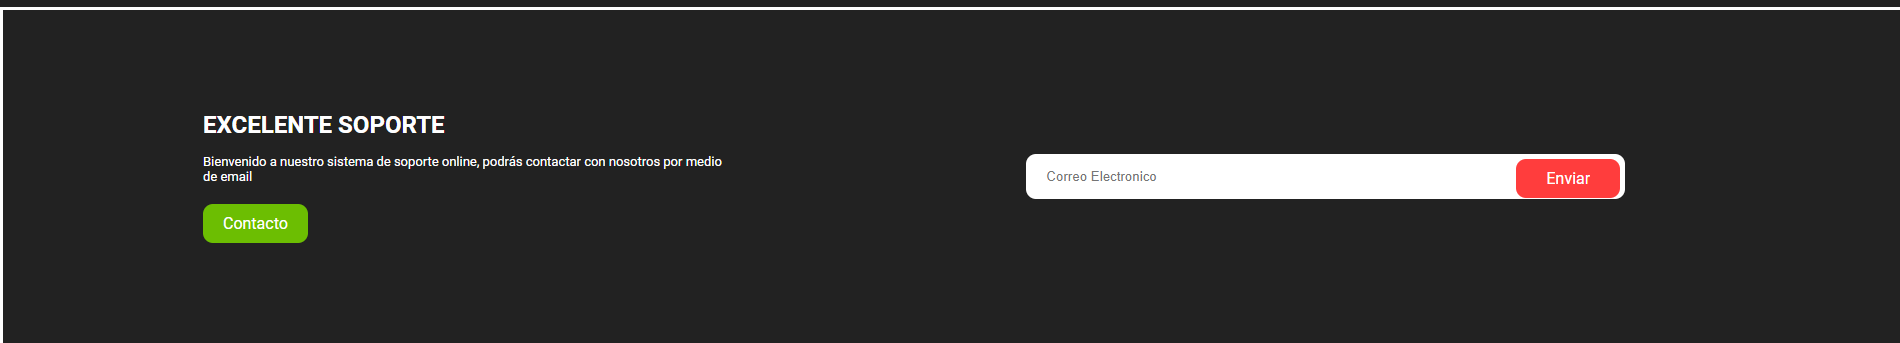 EXCELENTE SOPORTE
Bienvenido a nuestro sistema de soporte online, podrás contactar con nosotros por medio
de email
Contacto
Correo Electronico
Enviar